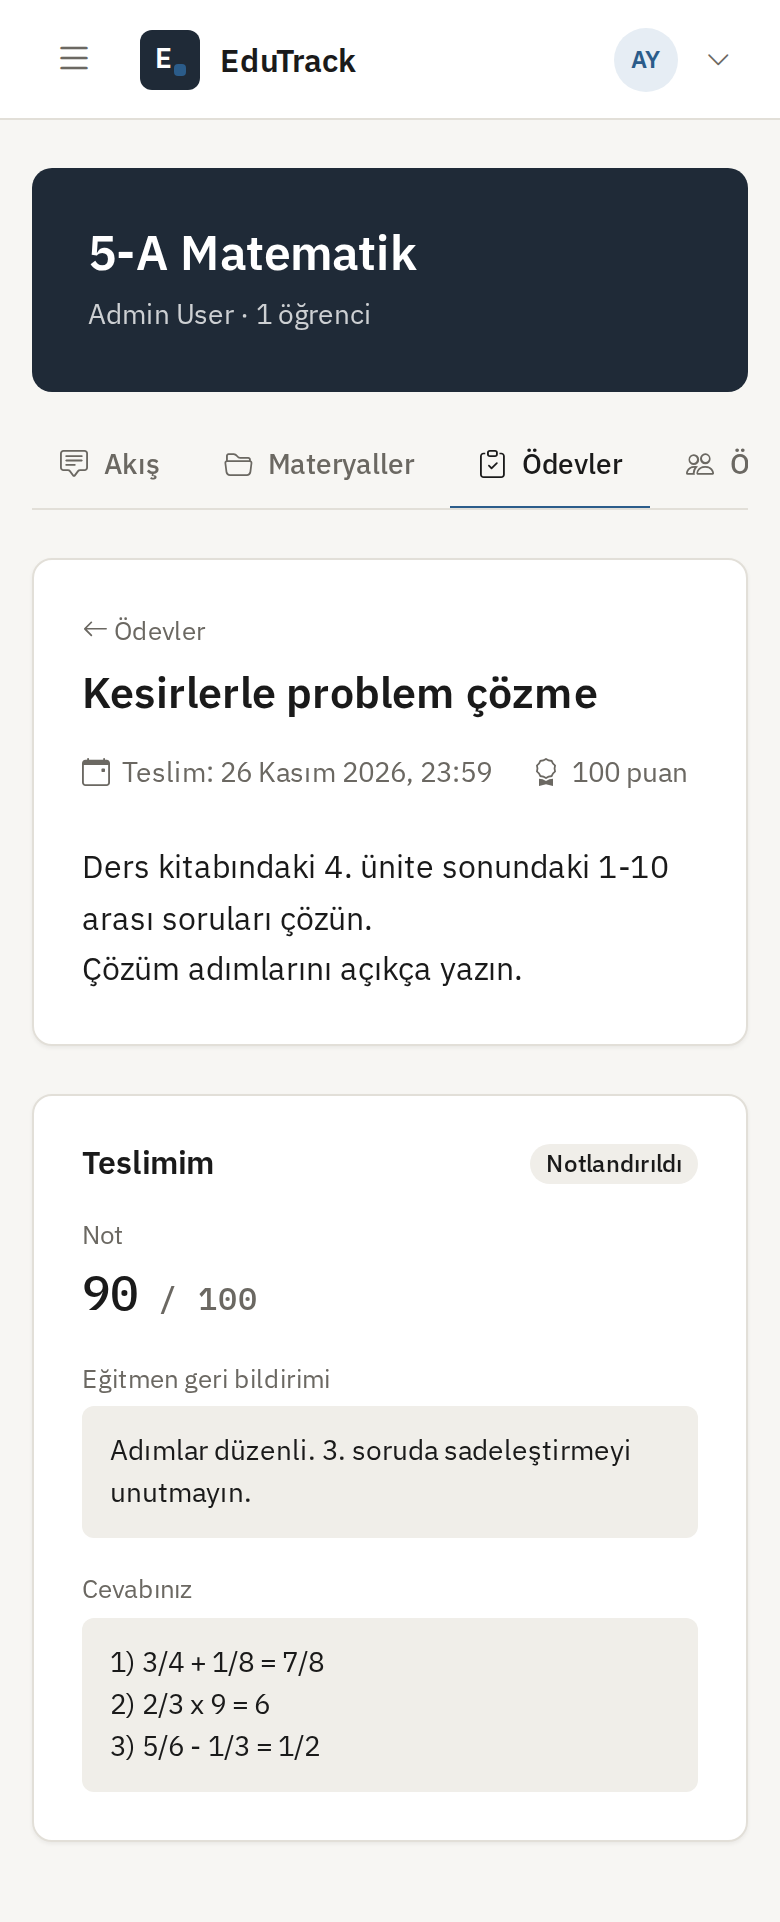 E
EduTrack
AY
5-A Matematik
Admin User · 1 öğrenci
Akış
Materyaller
Ödevler
Ö
← Ödevler
Kesirlerle problem çözme
Teslim: 26 Kasım 2026, 23:59
100 puan
Ders kitabındaki 4. ünite sonundaki 1-10
arası soruları çözün.
Çözüm adımlarını açıkça yazın.
Teslimim
Notlandırıldı
Not
90 / 100
Eğitmen geri bildirimi
Adımlar düzenli. 3. soruda sadeleştirmeyi
unutmayın.
Cevabınız
1) 3/4 + 1/8 = 7/8
2) 2/3 x 9 = 6
3) 5/6 - 1/3 = 1/2